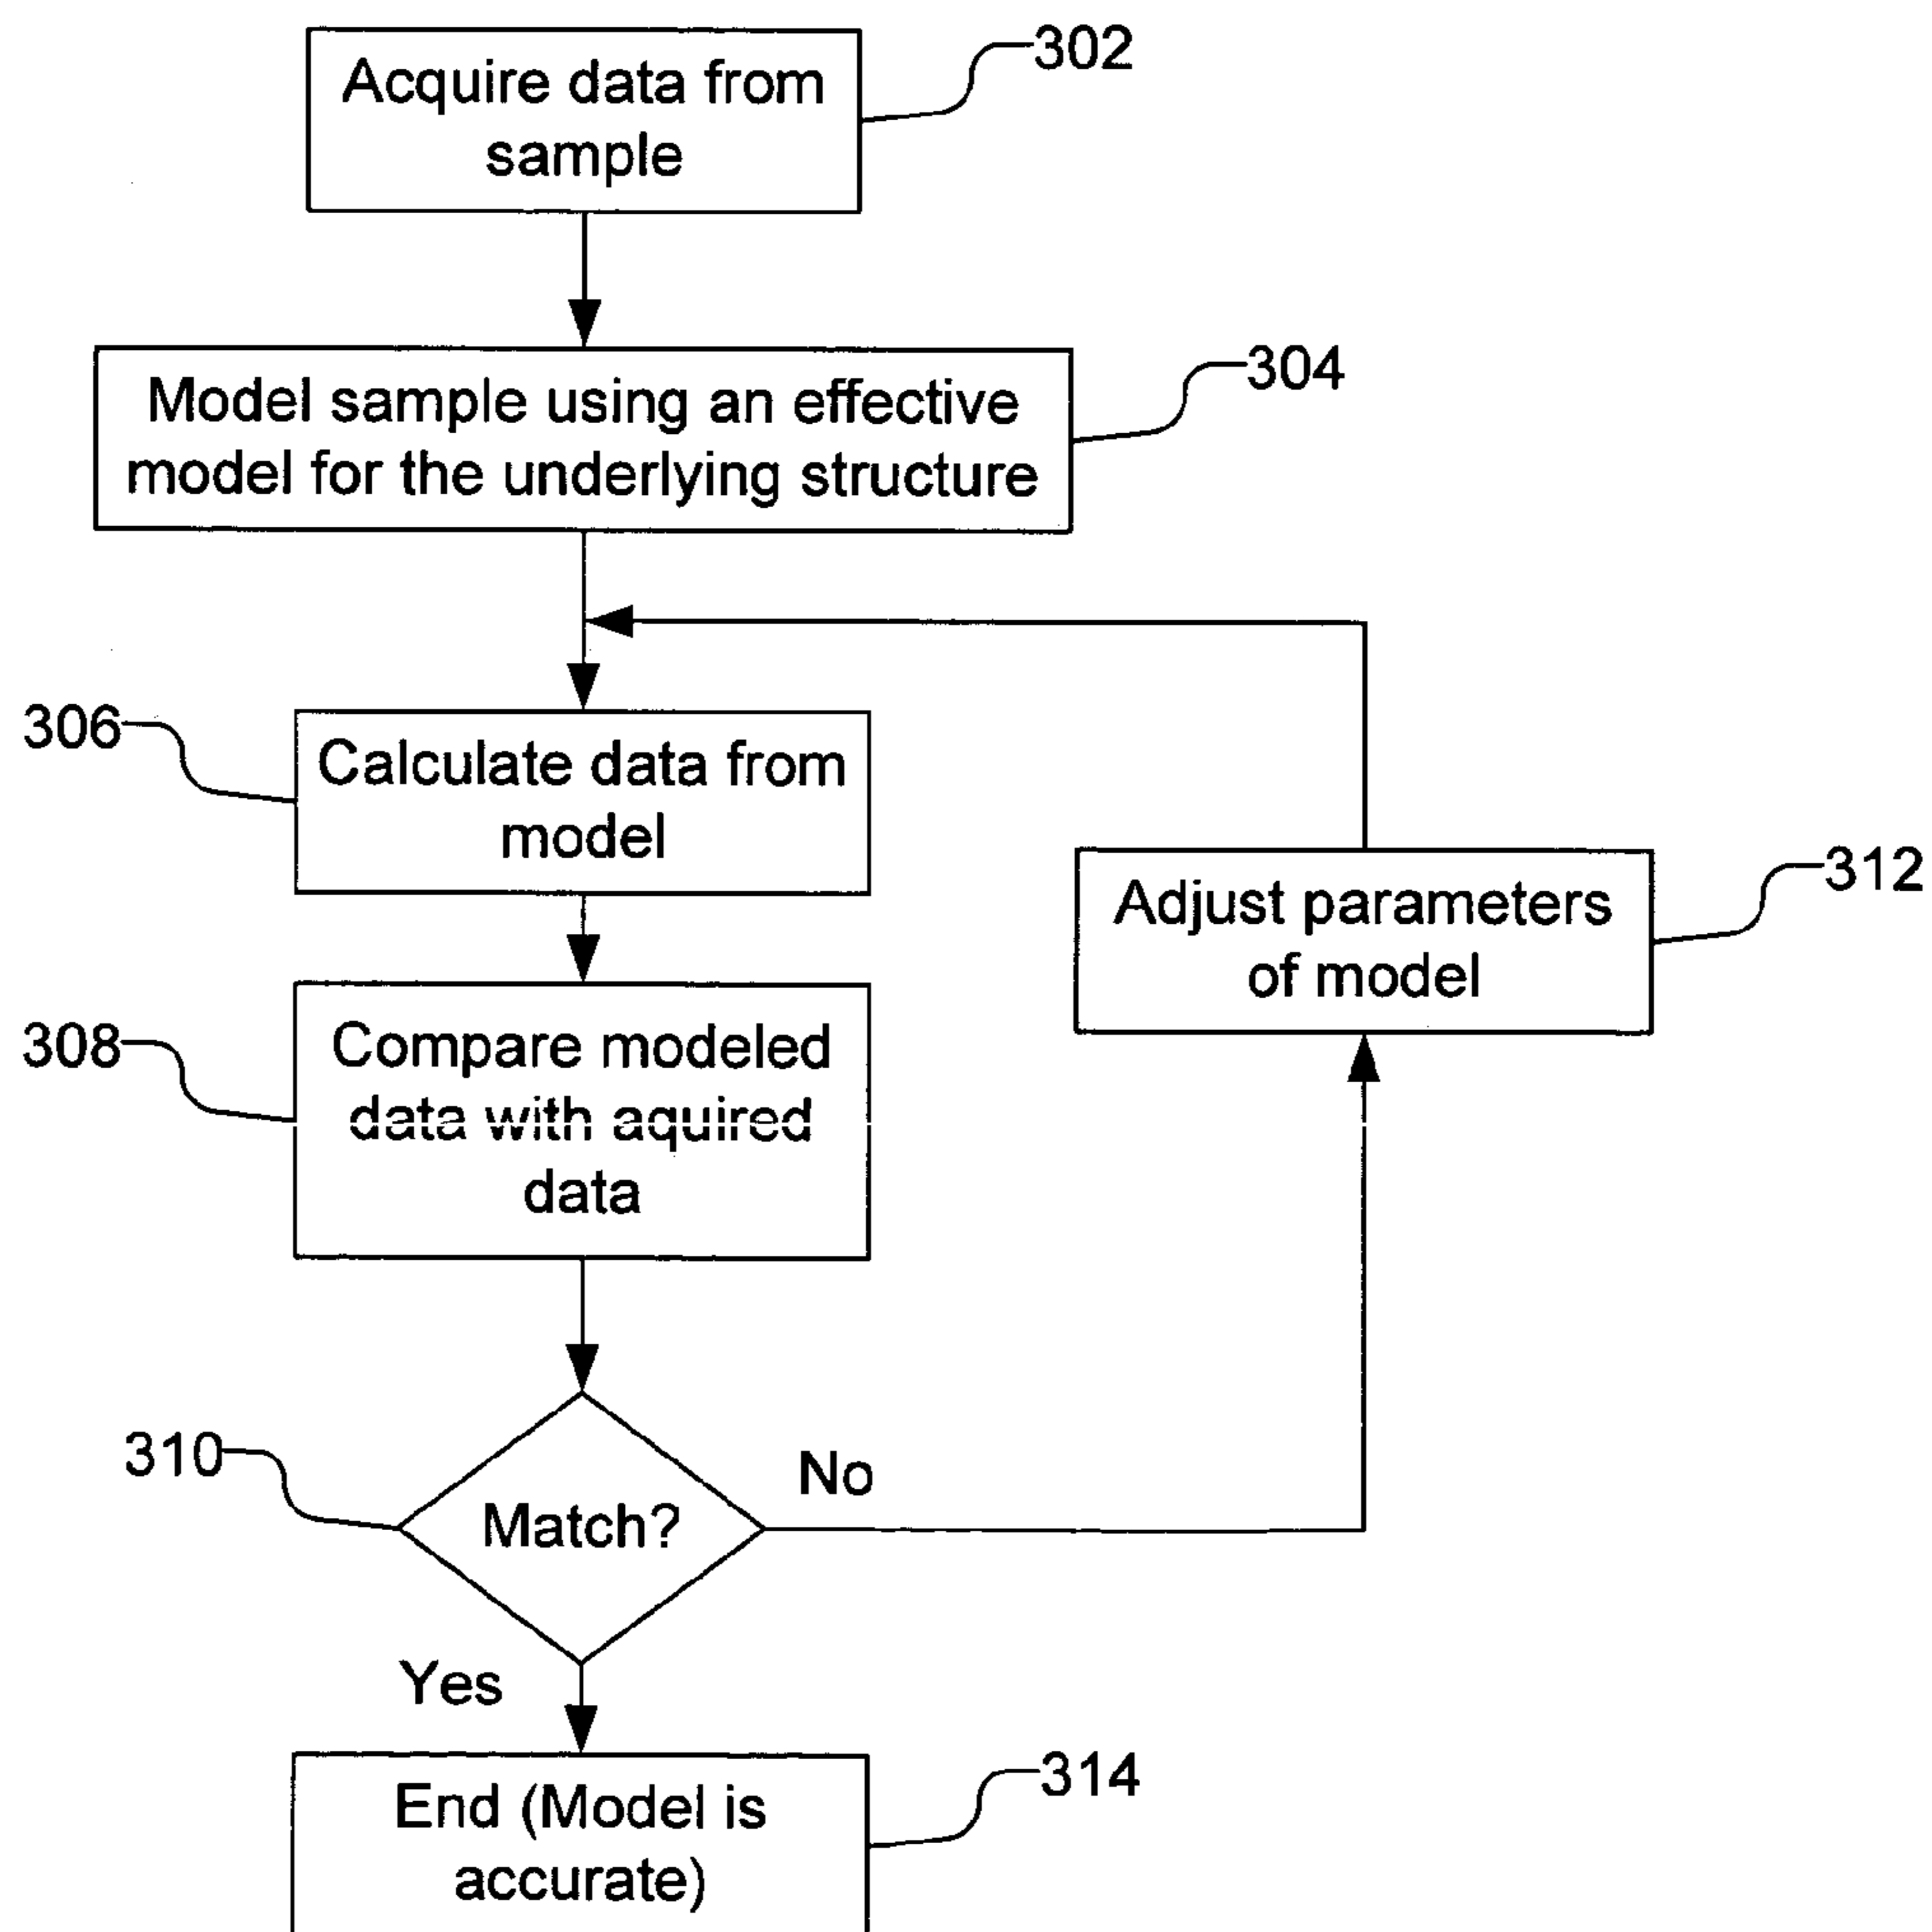 Acquire data from
sample
302
Model sample using an effective
model for the underlying structure
304
306
Calculate data from
model
Adjust parameters
of model
312
308
Compare modeled
data with aquired
data
310
Match?
No
Yes
End (Model is
accurate)
314